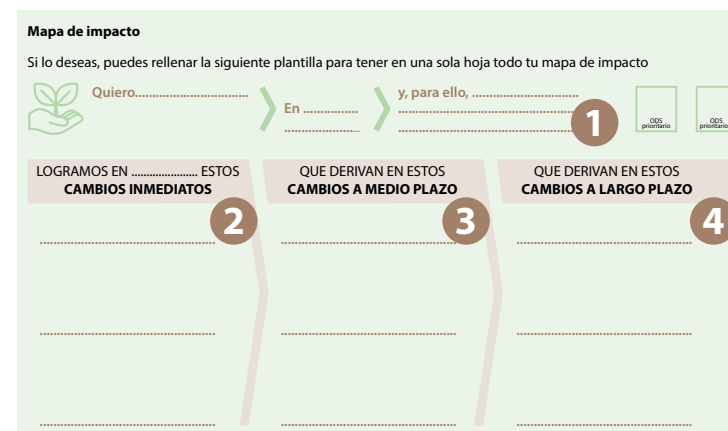 Mapa de impacto
Si lo deseas, puedes rellenar la siguiente plantilla para tener en una sola hoja todo tu mapa de impacto
Quiero..................................
En ................
......................
y, para ello, ................................
......................................................
......................................................
1
ODS
prioritario
ODS
prioritario
LOGRAMOS EN ...................... ESTOS
CAMBIOS INMEDIATOS
QUE DERIVAN EN ESTOS
CAMBIOS A MEDIO PLAZO
QUE DERIVAN EN ESTOS
CAMBIOS A LARGO PLAZO
2
3
4